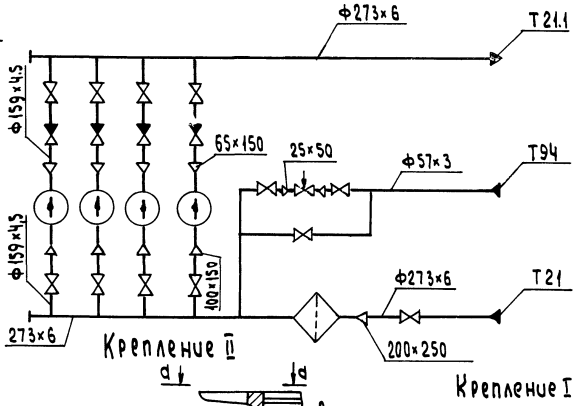 ф273×6
Т21.1
ф159×4.5
65×150
25×50
ф57×3
Т94
ф159×4,5
100×150
ф273×6
Т21
273×6
200×250
Крепление II
d d
Крепление I